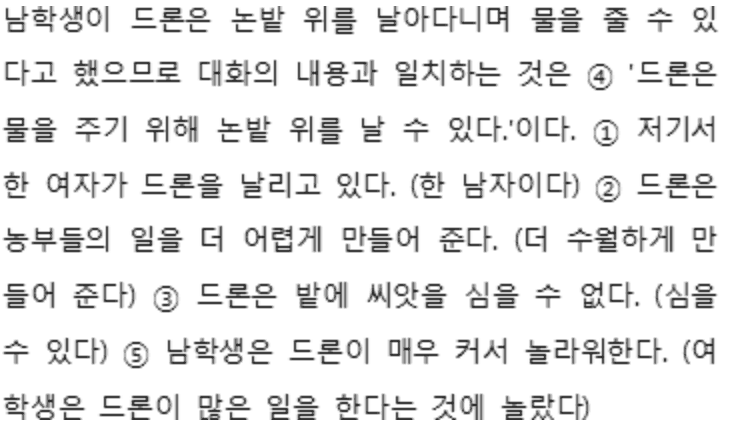 남학생이 드론은 논밭 위를 날아다니며 물을 줄 수 있
다고 했으므로 대화의 내용과 일치하는 것은 ④ '드론은
물을 주기 위해 논밭 위를 날 수 있다.'이다. ① 저기서
한 여자가 드론을 날리고 있다. (한 남자이다) ② 드론은
농부들의 일을 더 어렵게 만들어 준다. (더 수월하게 만
들어 준다) ③ 드론은 밭에 씨앗을 심을 수 없다. (심을
수 있다) ⑤ 남학생은 드론이 매우 커서 놀라워한다. (여
학생은 드론이 많은 일을 한다는 것에 놀랐다)